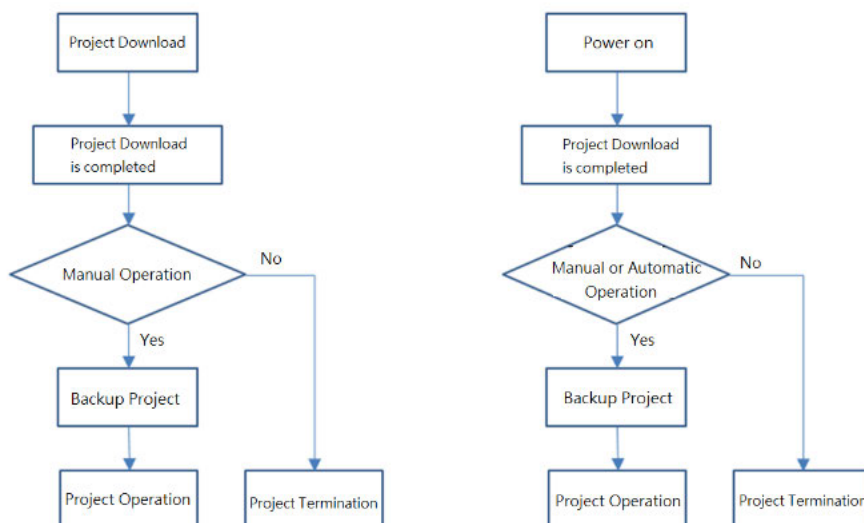 Project Download
Project Download
is completed
Manual Operation
No
Yes
Backup Project
Project Operation
Project Termination
Power on
Project Download
is completed
Manual or Automatic
Operation
No
Yes
Backup Project
Project Operation
Project Termination